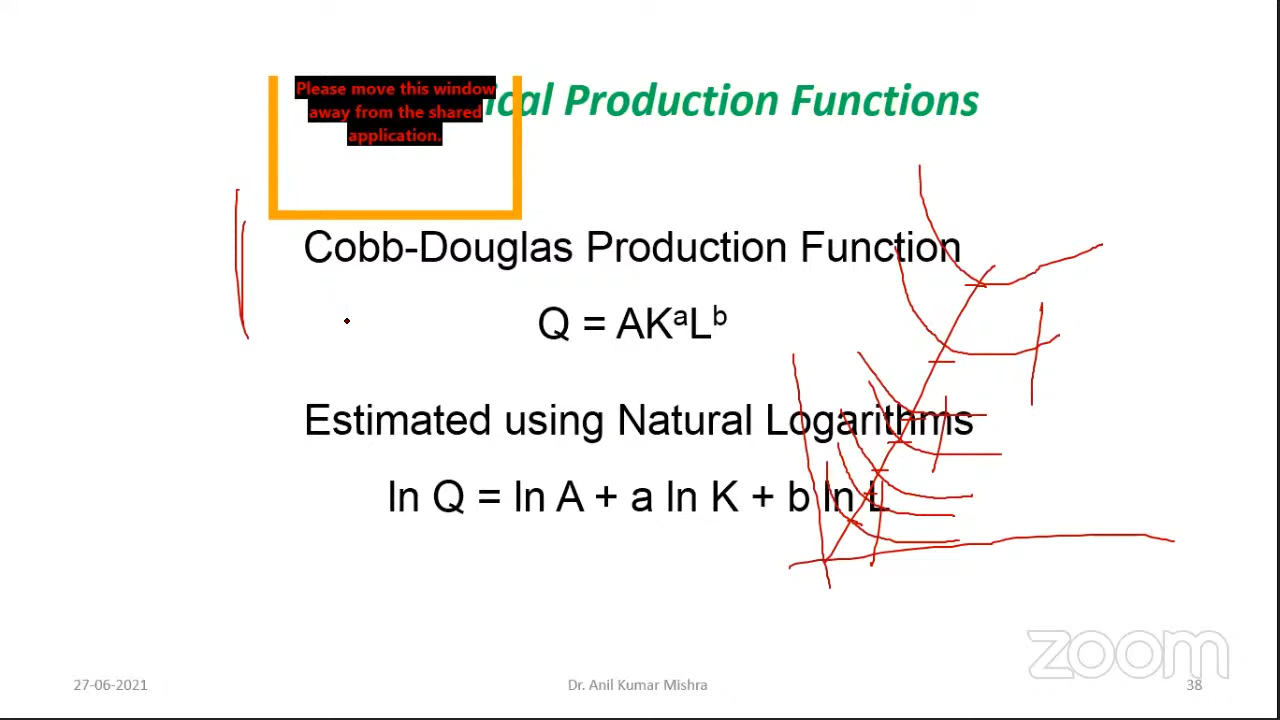 Please move this window
away from the shared
application.
ical Production Functions
Cobb-Douglas Production Function
Q = AKᵃLᵇ
Estimated using Natural Logarithms
ln Q = ln A + a ln K + b ln L
zoom
27-06-2021
Dr. Anil Kumar Mishra
38